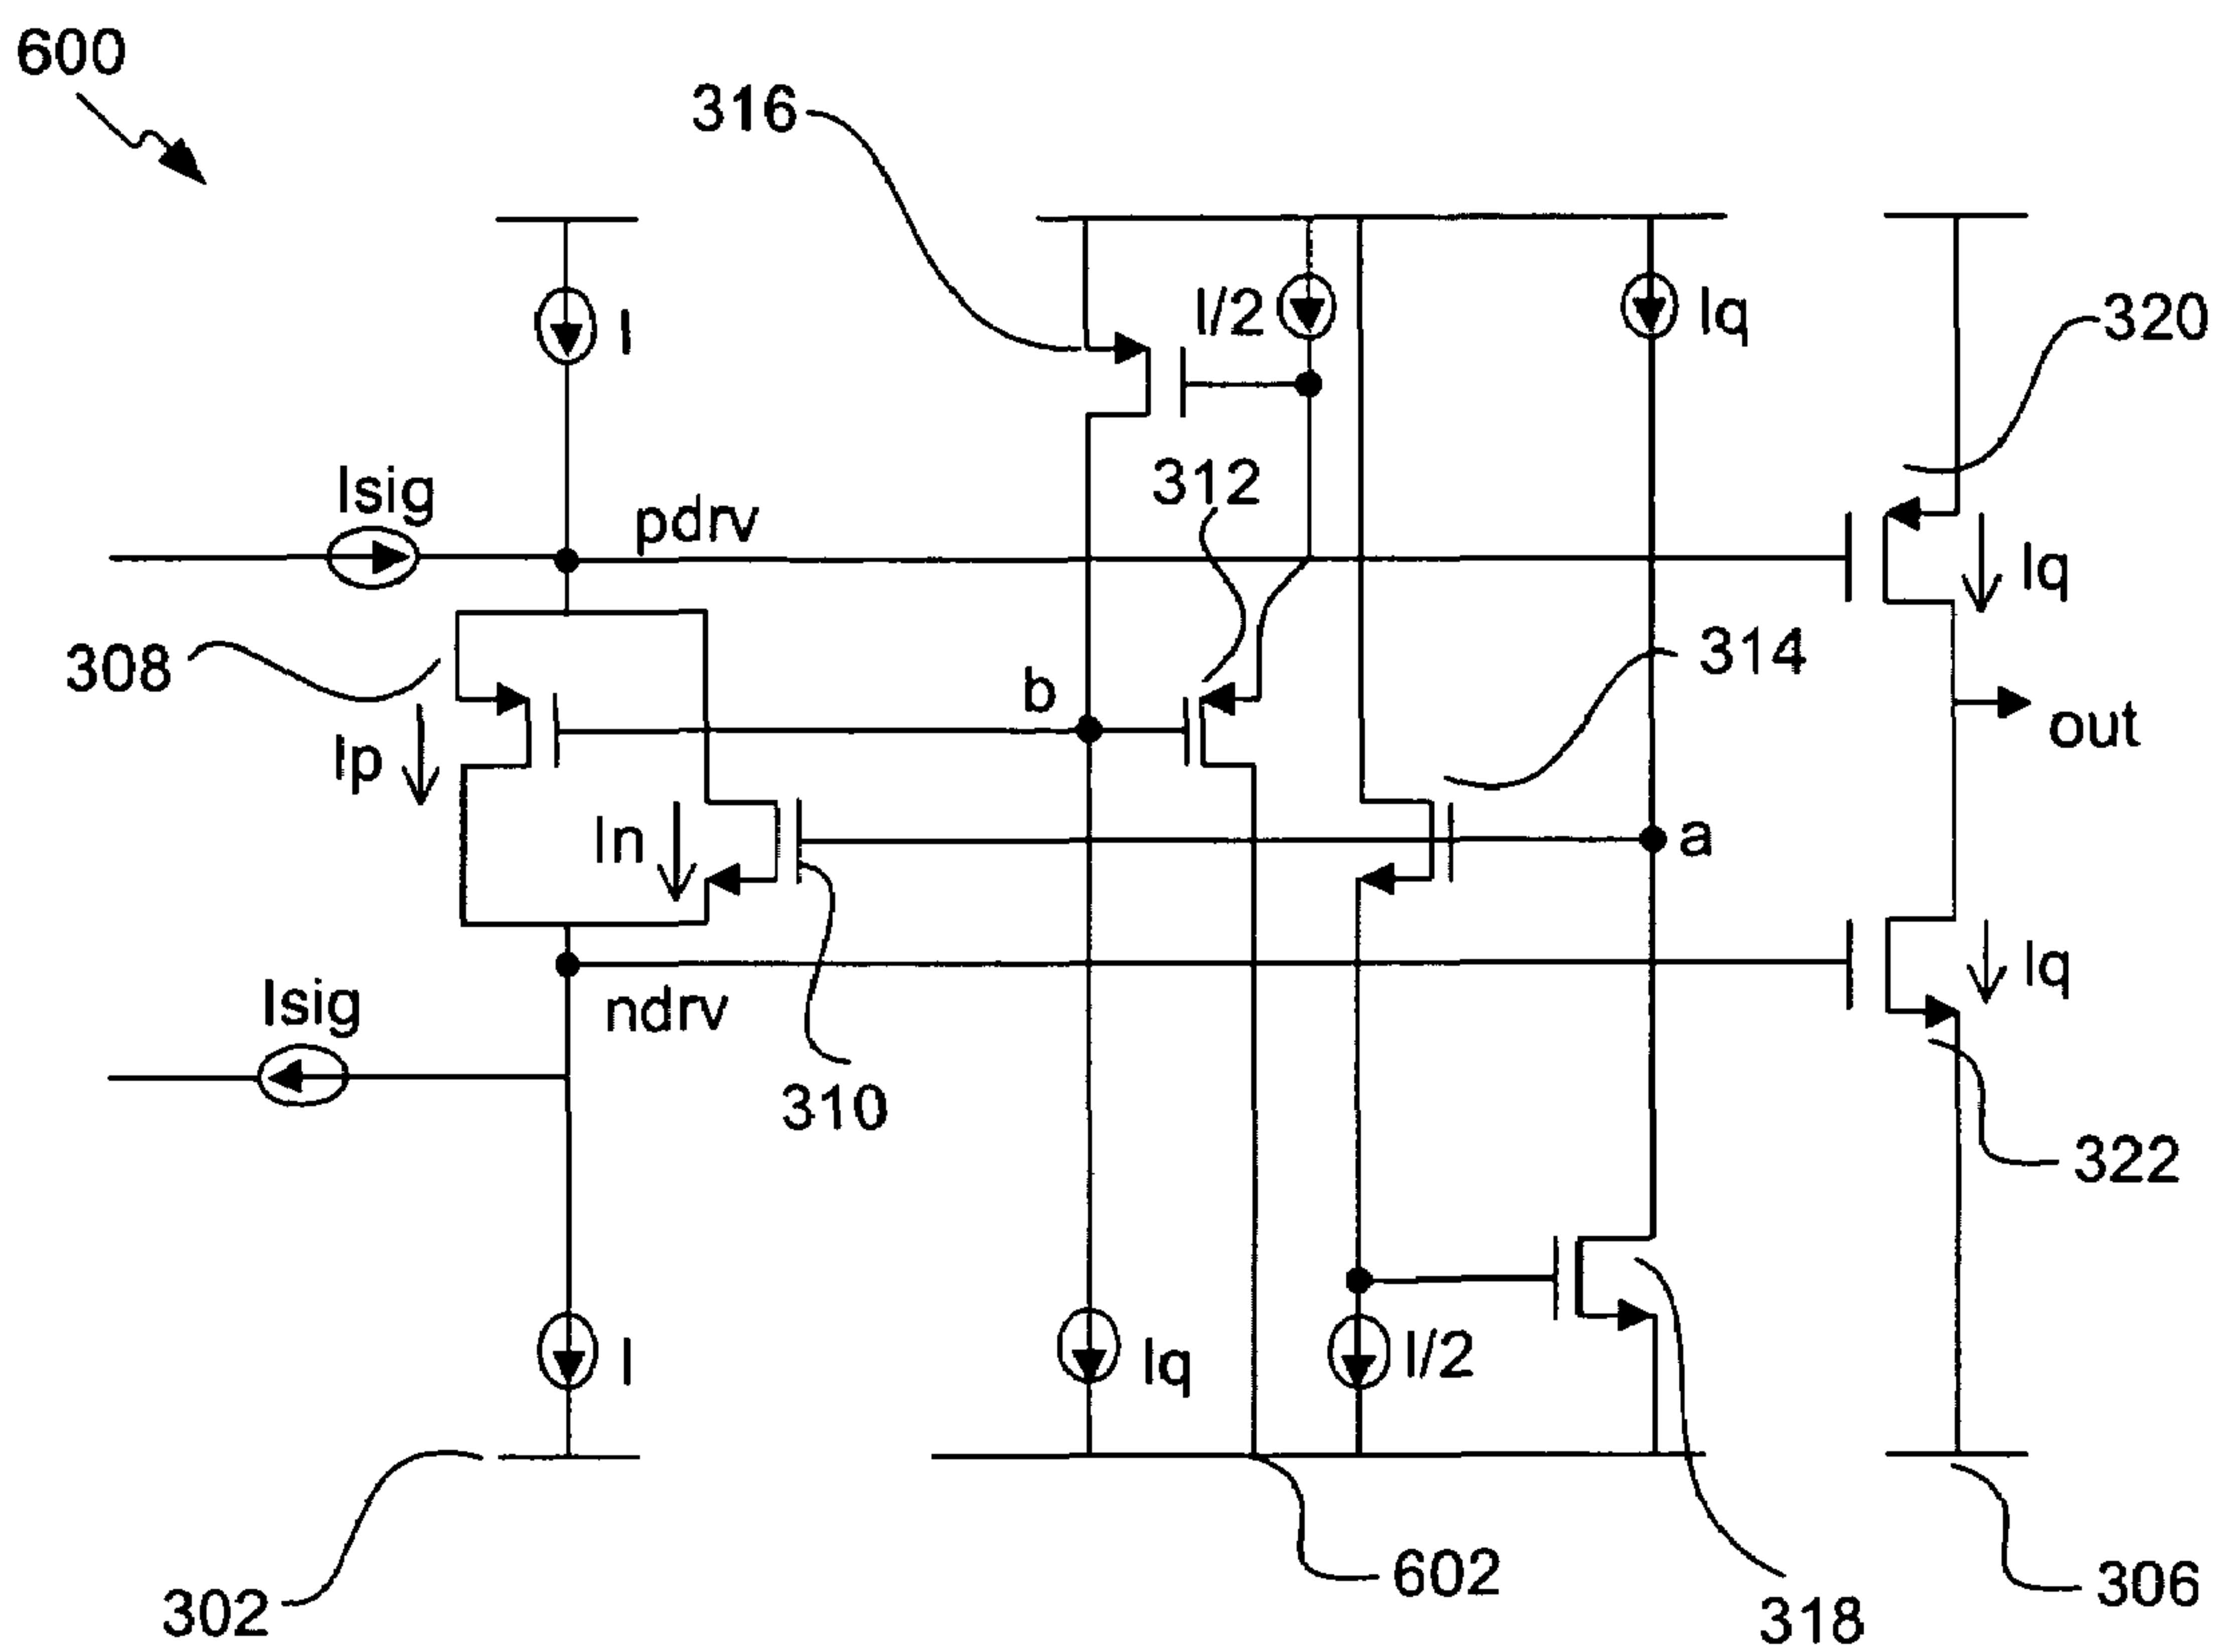 600
316
I
I/2
Iq
320
Isig
pdrv
312
Iq
308
b
314
out
Ip
In
a
Isig
ndrv
310
Iq
322
I
Iq
I/2
302
602
318
306